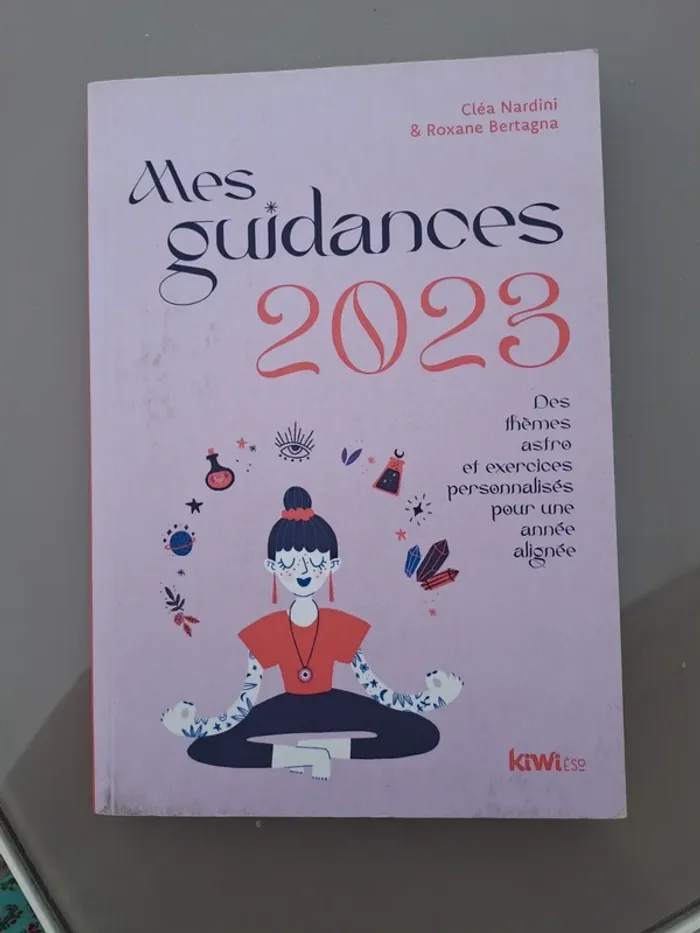 Cléa Nardini
& Roxane Bertagna
Mes
guidances
2023
Des
thèmes
astro
et exercices
personnalisés
pour une
année
alignée
kiwi ÉSO